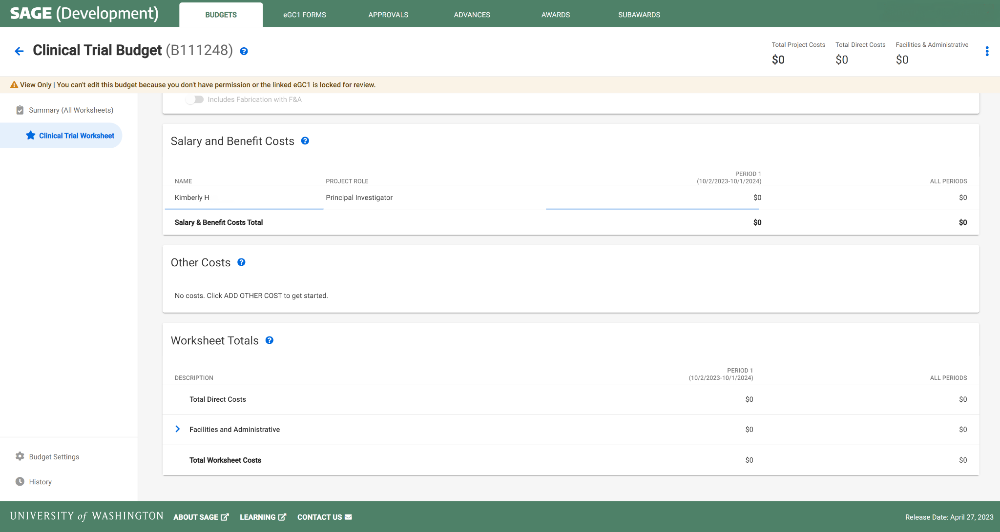 SAGE (Development)
BUDGETS
eGC1 FORMS
APPROVALS
ADVANCES
AWARDS
SUBAWARDS
Clinical Trial Budget (B111248)
Total Project Costs
$0
Total Direct Costs
$0
Facilities & Administrative
$0
View Only | You can't edit this budget because you don't have permission or the linked eGC1 is locked for review.
Summary (All Worksheets)
Clinical Trial Worksheet
Budget Settings
History
Includes Fabrication with F&A
Salary and Benefit Costs
NAME PROJECT ROLE PERIOD 1 (10/2/2023-10/1/2024) ALL PERIODS
Kimberly H Principal Investigator $0 $0
Salary & Benefit Costs Total $0 $0
Other Costs
No costs. Click ADD OTHER COST to get started.
Worksheet Totals
DESCRIPTION PERIOD 1 (10/2/2023-10/1/2024) ALL PERIODS
Total Direct Costs $0 $0
Facilities and Administrative $0 $0
Total Worksheet Costs $0 $0
UNIVERSITY of WASHINGTON
ABOUT SAGE
LEARNING
CONTACT US
Release Date: April 27, 2023